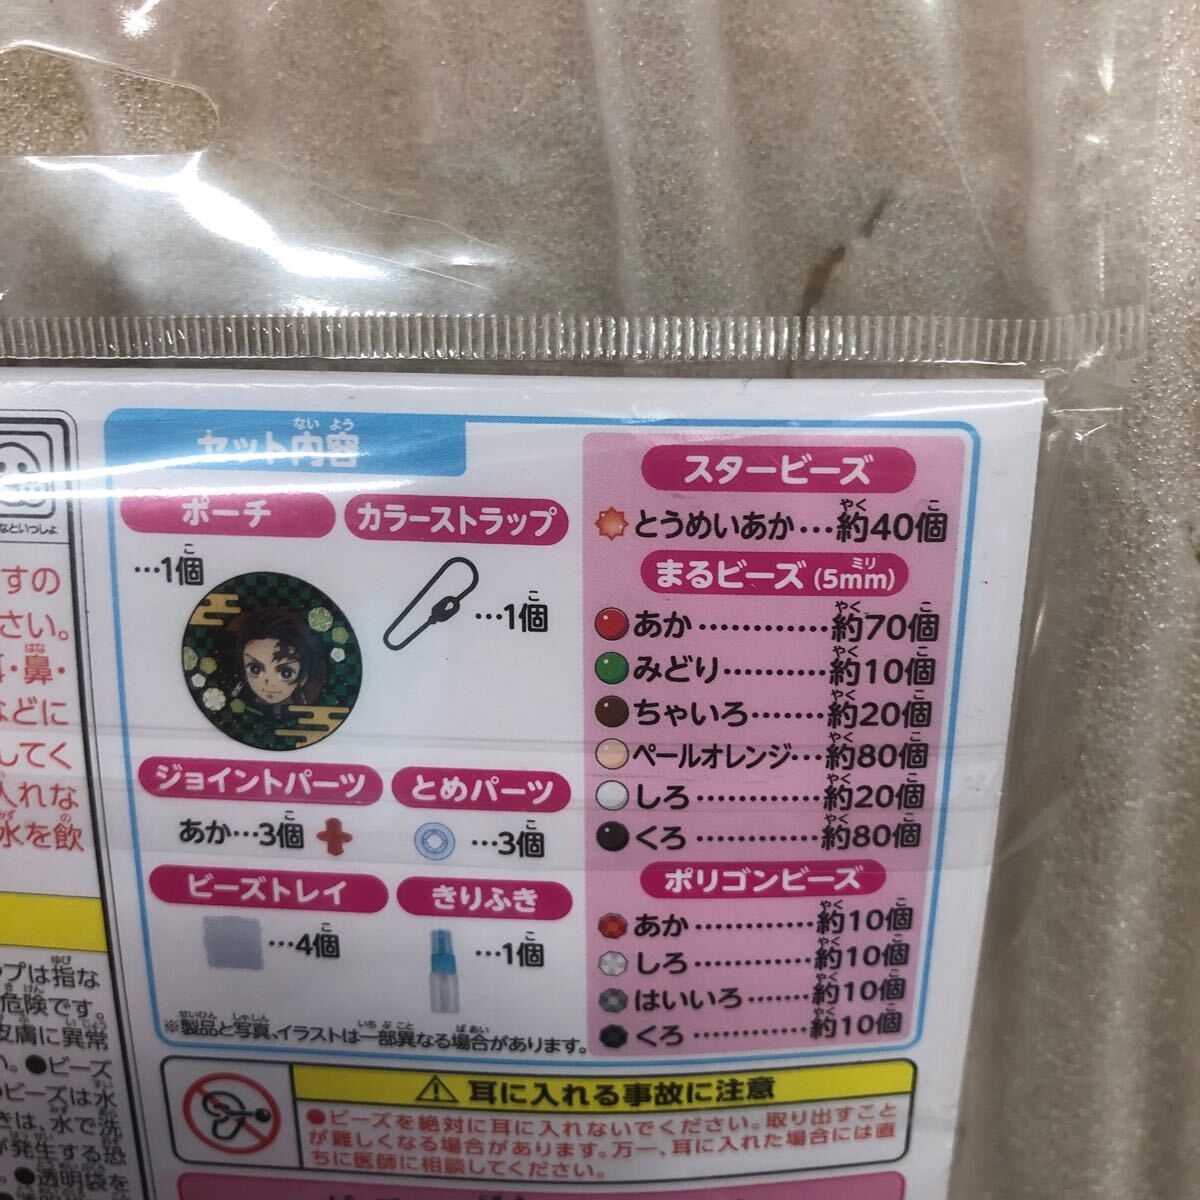 セット内容
ないよう
ポーチ
…1個
カラーストラップ
…1個
ジョイントパーツ
あか…3個
とめパーツ
…3個
ビーズトレイ
…4個
きりふき
…1個
※製品と写真、イラストは一部異なる場合があります。
スタービーズ
とうめいあか…約40個
まるビーズ(5mm)
あか…………約70個
みどり………約10個
ちゃいろ……約20個
ペールオレンジ…約80個
しろ…………約20個
くろ…………約80個
ポリゴンビーズ
あか…………約10個
しろ…………約10個
はいいろ……約10個
くろ…………約10個
⚠耳に入れる事故に注意
●ビーズを絶対に耳に入れないでください。取り出すこと
が難しくなる場合があります。万一、耳に入れた場合には直
ちに医師に相談してください。
なといっしょ
すの
さい。
・鼻・
などに
してく
入れな
水を飲
プは指な
危険です。
皮膚に異常
い。●ビーズ
ビーズは水
きは、水で洗
が発生する恐
。●透明袋を